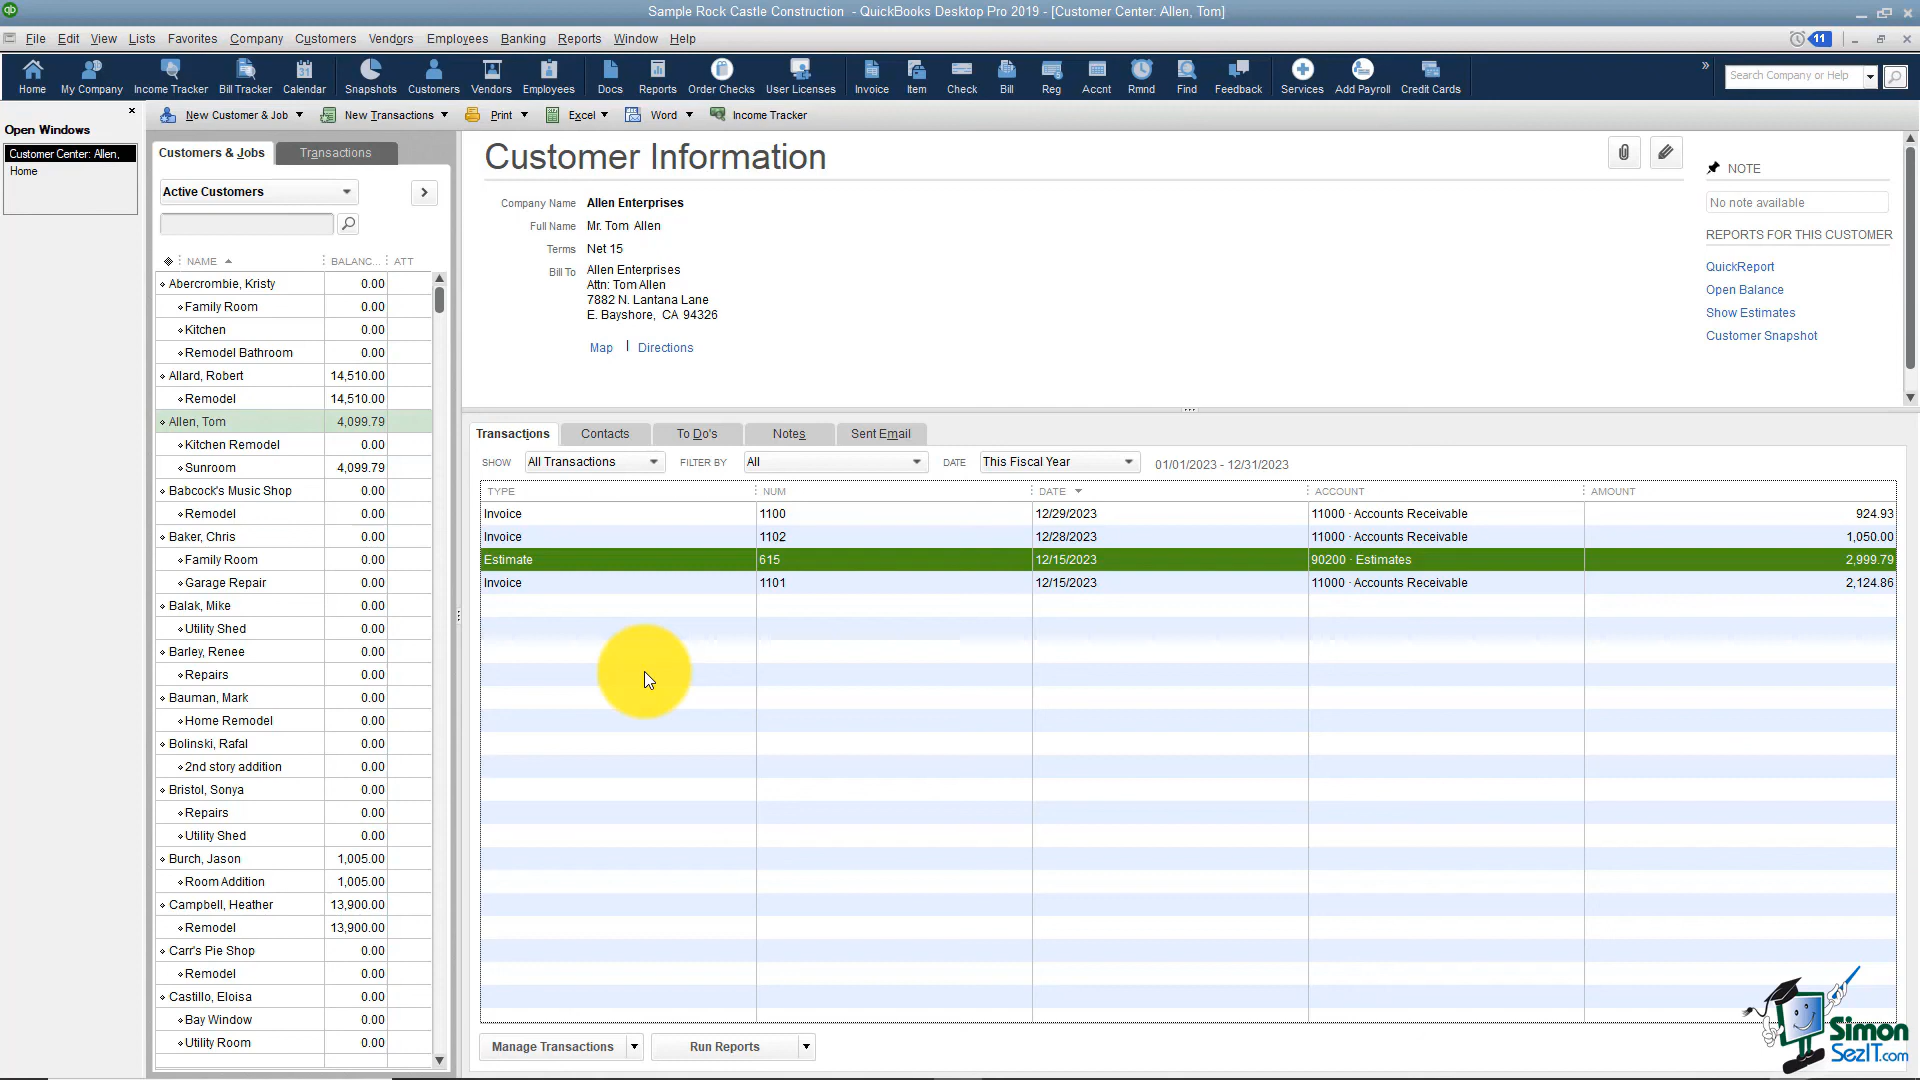 Sample Rock Castle Construction - QuickBooks Desktop Pro 2019 - [Customer Center: Allen, Tom]
File Edit View Lists Favorites Company Customers Vendors Employees Banking Reports Window Help
11
Home My Company Income Tracker Bill Tracker Calendar Snapshots Customers Vendors Employees Docs Reports Order Checks User Licenses Invoice Item Check Bill Reg Accnt Rmnd Find Feedback Services Add Payroll Credit Cards
Search Company or Help
New Customer & Job New Transactions Print Excel Word Income Tracker
Open Windows
Customer Center: Allen,
Home
Customers & Jobs Transactions
Active Customers
NAME BALANC... ATT
Abercrombie, Kristy 0.00
Family Room 0.00
Kitchen 0.00
Remodel Bathroom 0.00
Allard, Robert 14,510.00
Remodel 14,510.00
Allen, Tom 4,099.79
Kitchen Remodel 0.00
Sunroom 4,099.79
Babcock's Music Shop 0.00
Remodel 0.00
Baker, Chris 0.00
Family Room 0.00
Garage Repair 0.00
Balak, Mike 0.00
Utility Shed 0.00
Barley, Renee 0.00
Repairs 0.00
Bauman, Mark 0.00
Home Remodel 0.00
Bolinski, Rafal 0.00
2nd story addition 0.00
Bristol, Sonya 0.00
Repairs 0.00
Utility Shed 0.00
Burch, Jason 1,005.00
Room Addition 1,005.00
Campbell, Heather 13,900.00
Remodel 13,900.00
Carr's Pie Shop 0.00
Remodel 0.00
Castillo, Eloisa 0.00
Bay Window 0.00
Utility Room 0.00
Customer Information
Company Name Allen Enterprises
Full Name Mr. Tom Allen
Terms Net 15
Bill To Allen Enterprises
Attn: Tom Allen
7882 N. Lantana Lane
E. Bayshore, CA 94326
Map | Directions
NOTE
No note available
REPORTS FOR THIS CUSTOMER
QuickReport
Open Balance
Show Estimates
Customer Snapshot
Transactions Contacts To Do's Notes Sent Email
SHOW All Transactions FILTER BY All DATE This Fiscal Year 01/01/2023 - 12/31/2023
TYPE NUM DATE ACCOUNT AMOUNT
Invoice 1100 12/29/2023 11000 · Accounts Receivable 924.93
Invoice 1102 12/28/2023 11000 · Accounts Receivable 1,050.00
Estimate 615 12/15/2023 90200 · Estimates 2,999.79
Invoice 1101 12/15/2023 11000 · Accounts Receivable 2,124.86
Manage Transactions Run Reports
Simon
SezIT.com